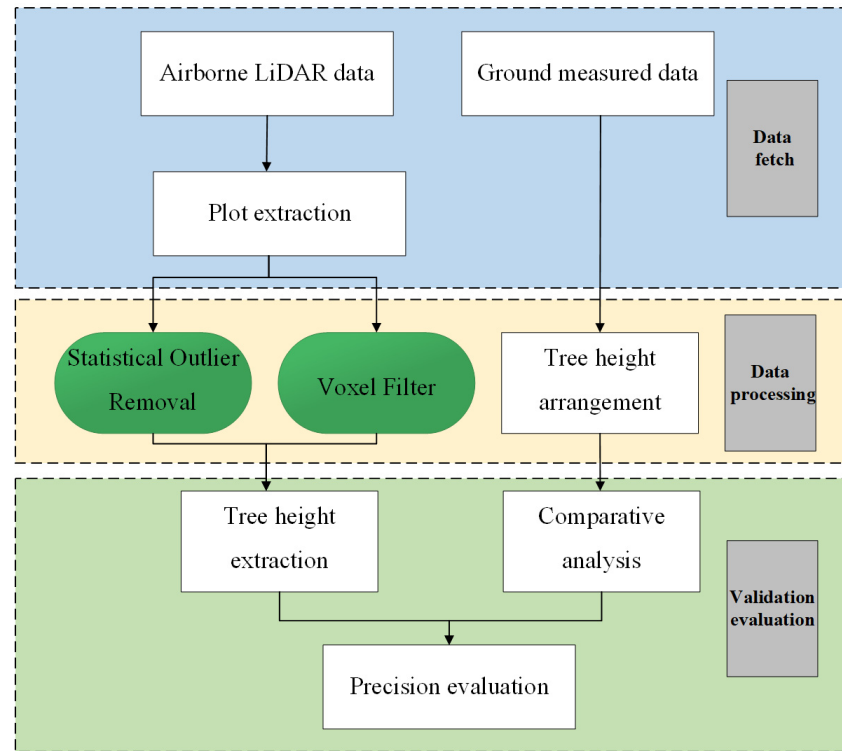 Airborne LiDAR data
Ground measured data
Data
fetch
Plot extraction
Statistical Outlier
Removal
Voxel Filter
Tree height
arrangement
Data
processing
Tree height
extraction
Comparative
analysis
Validation
evaluation
Precision evaluation